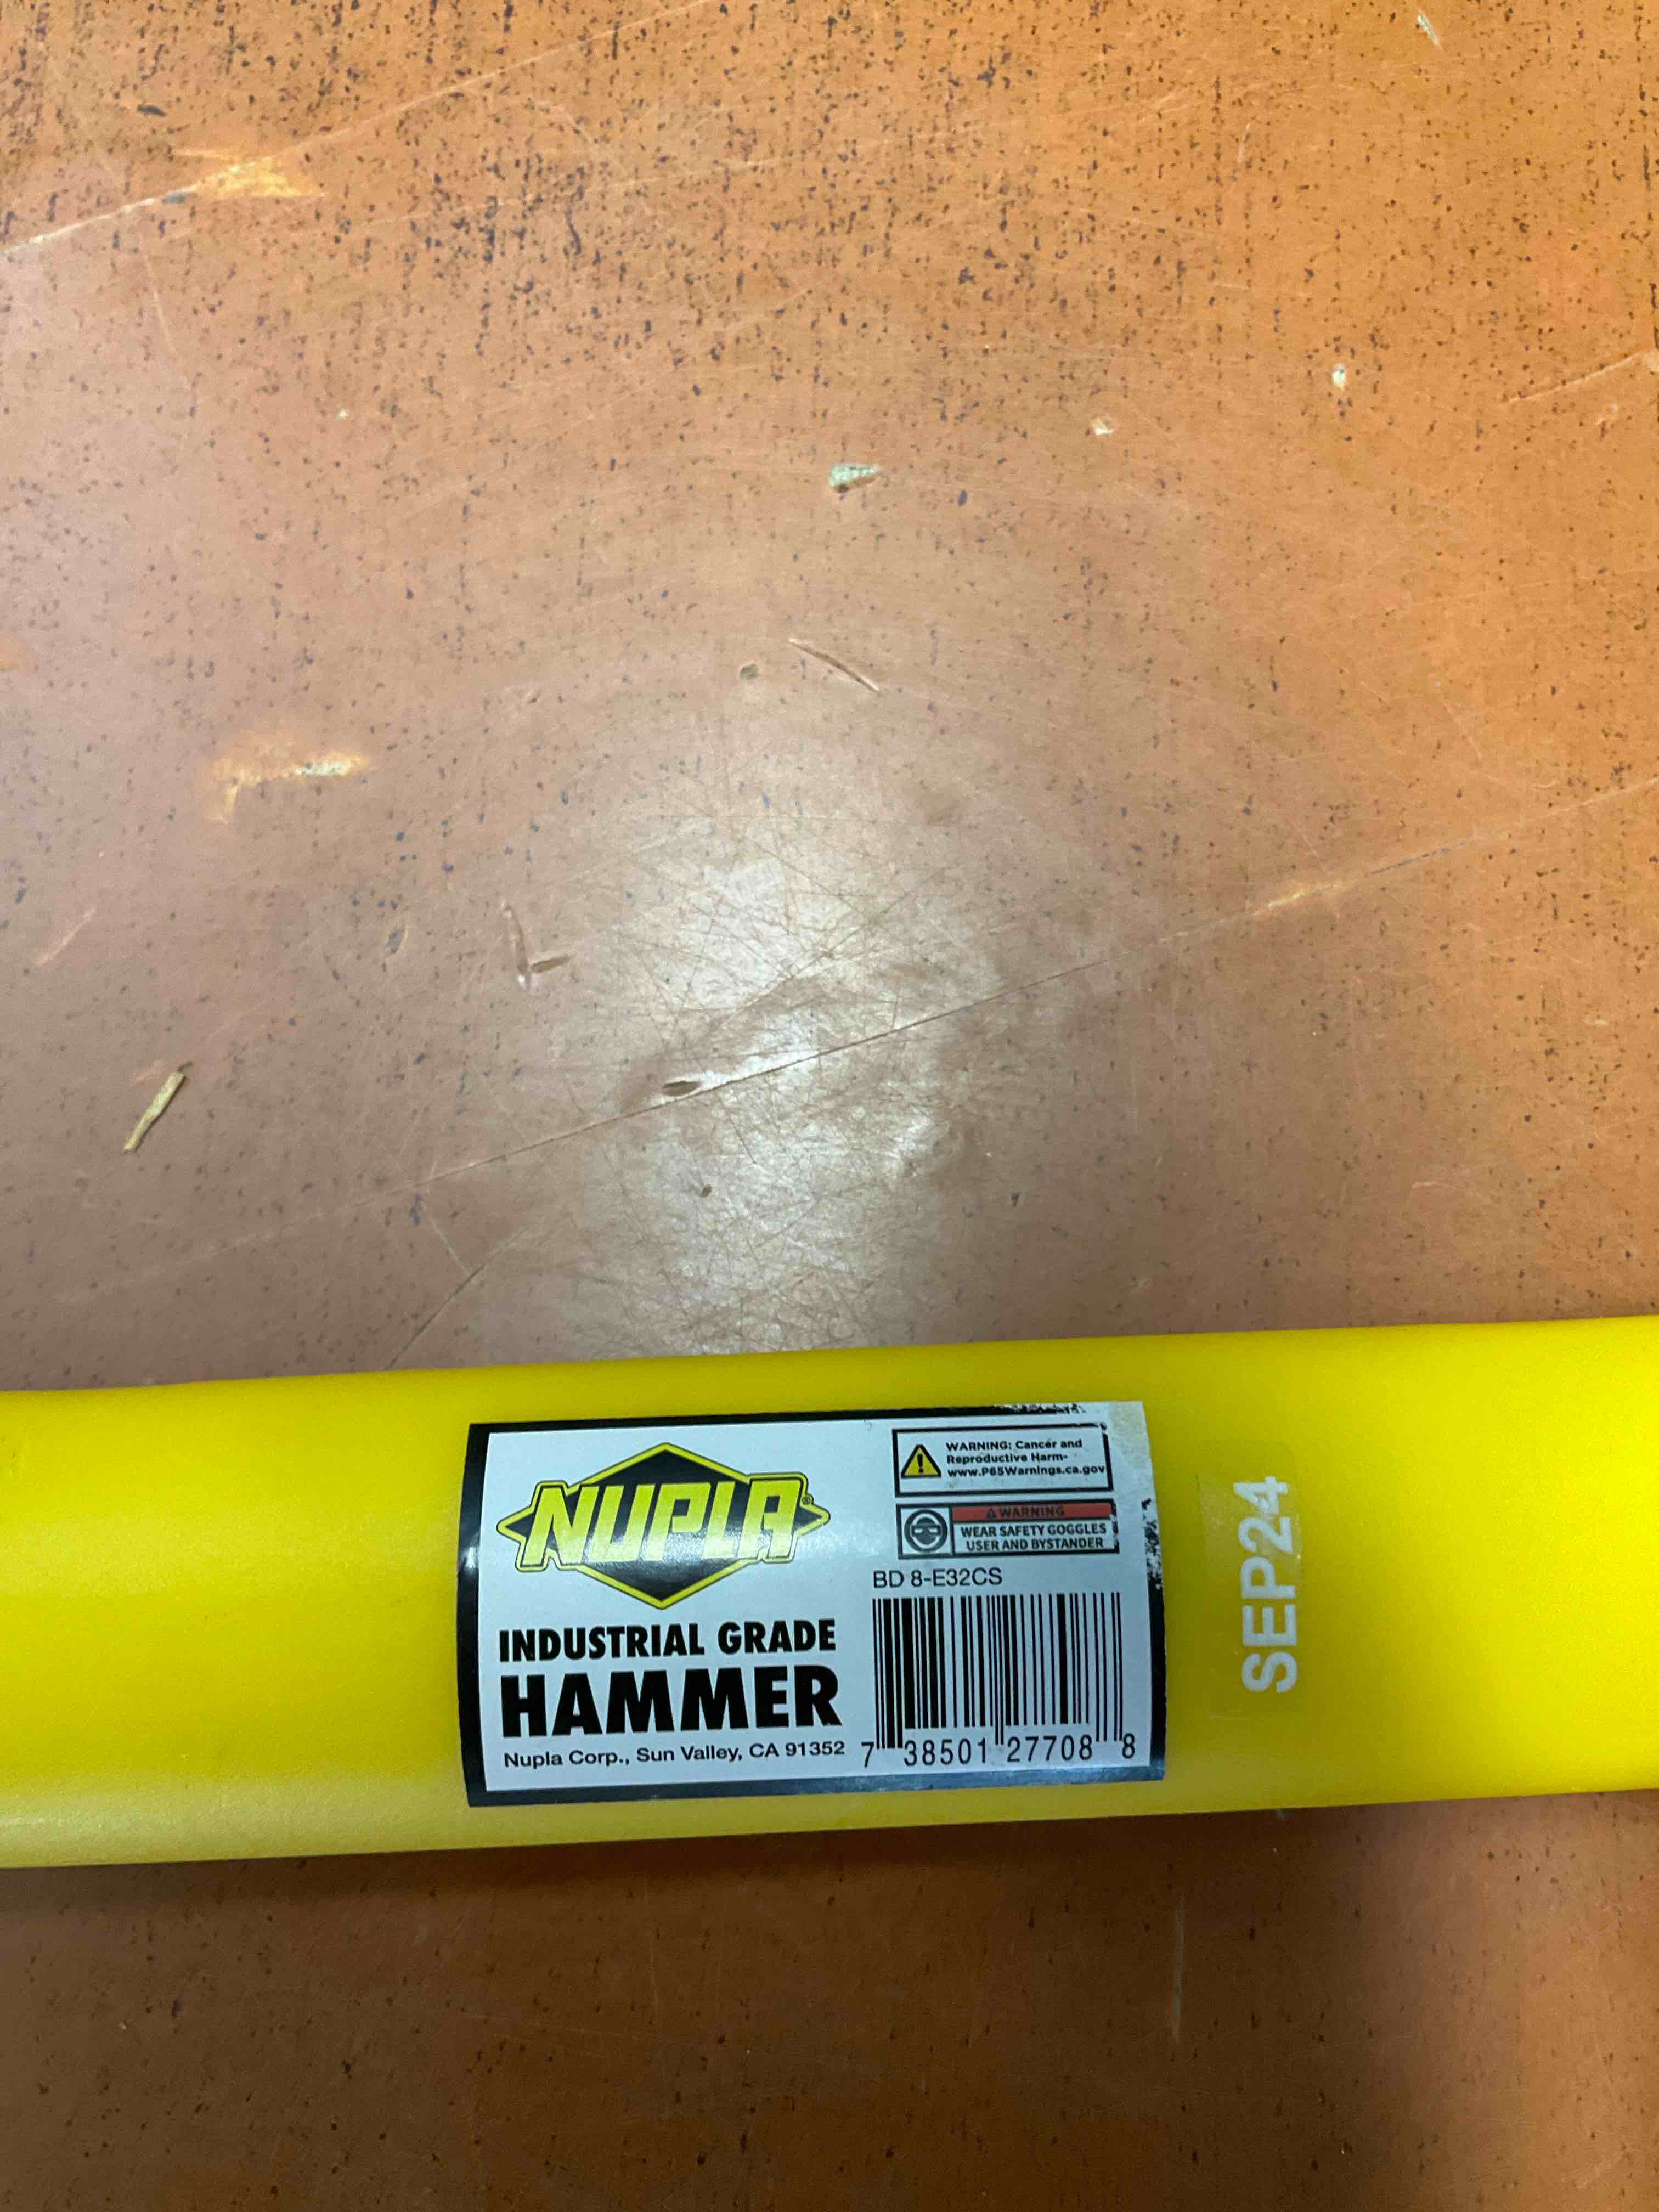 NUPLA®
INDUSTRIAL GRADE
HAMMER
Nupla Corp., Sun Valley, CA 91352
WARNING: Cancer and
Reproductive Harm-
www.P65Warnings.ca.gov
WARNING
WEAR SAFETY GOGGLES
USER AND BYSTANDER
BD 8-E32CS
7 38501 27708 8
SEP24